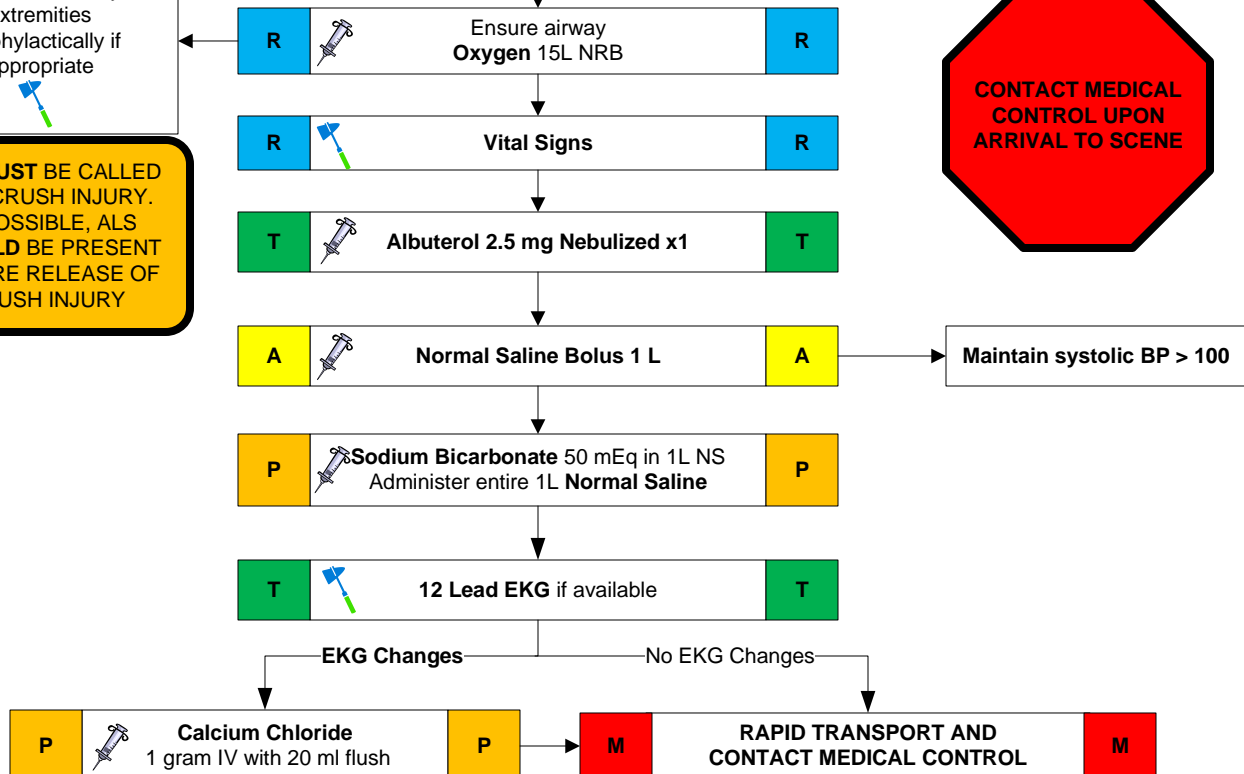 xtremities
hylactically if
ppropriate
R
Ensure airway
Oxygen 15L NRB
R
CONTACT MEDICAL
CONTROL UPON
ARRIVAL TO SCENE
R
Vital Signs
R
UST BE CALLED
CRUSH INJURY.
OSSIBLE, ALS
LD BE PRESENT
RE RELEASE OF
USH INJURY
T
Albuterol 2.5 mg Nebulized x1
T
A
Normal Saline Bolus 1 L
A
Maintain systolic BP > 100
P
Sodium Bicarbonate 50 mEq in 1L NS
Administer entire 1L Normal Saline
P
T
12 Lead EKG if available
T
EKG Changes
No EKG Changes
P
Calcium Chloride
1 gram IV with 20 ml flush
P
M
RAPID TRANSPORT AND
CONTACT MEDICAL CONTROL
M